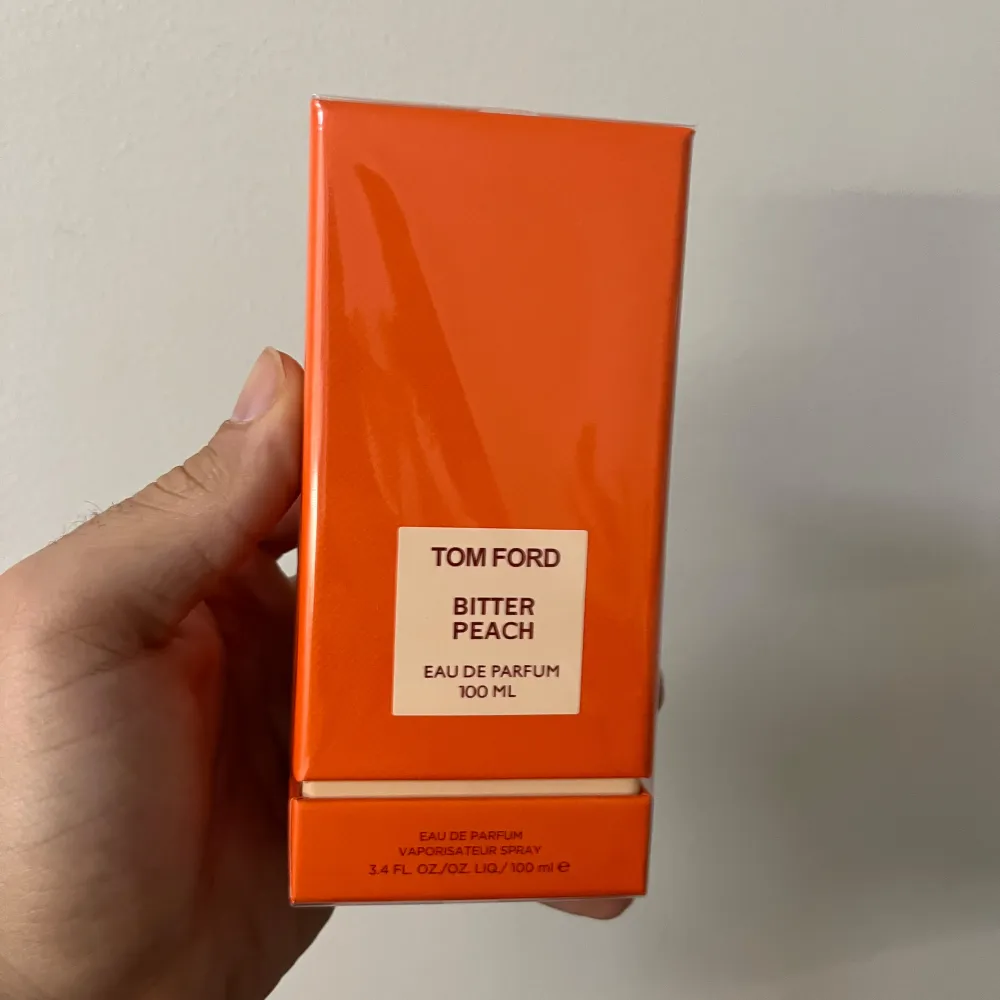 TOM FORD
BITTER
PEACH
EAU DE PARFUM
100 ML
EAU DE PARFUM
VAPORISATEUR SPRAY
3.4 FL. OZ./OZ. LIQ./ 100 ml ℮